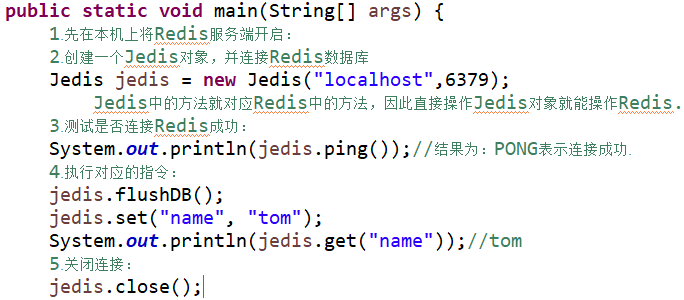 public static void main(String[] args) {
1.先在本机上将Redis服务端开启:
2.创建一个Jedis对象，并连接Redis数据库
Jedis jedis = new Jedis("localhost",6379);
Jedis中的方法就对应Redis中的方法，因此直接操作Jedis对象就能操作Redis.
3.测试是否连接Redis成功:
System.out.println(jedis.ping());//结果为: PONG表示连接成功.
4.执行对应的指令:
jedis.flushDB();
jedis.set("name", "tom");
System.out.println(jedis.get("name"));//tom
5.关闭连接:
jedis.close();